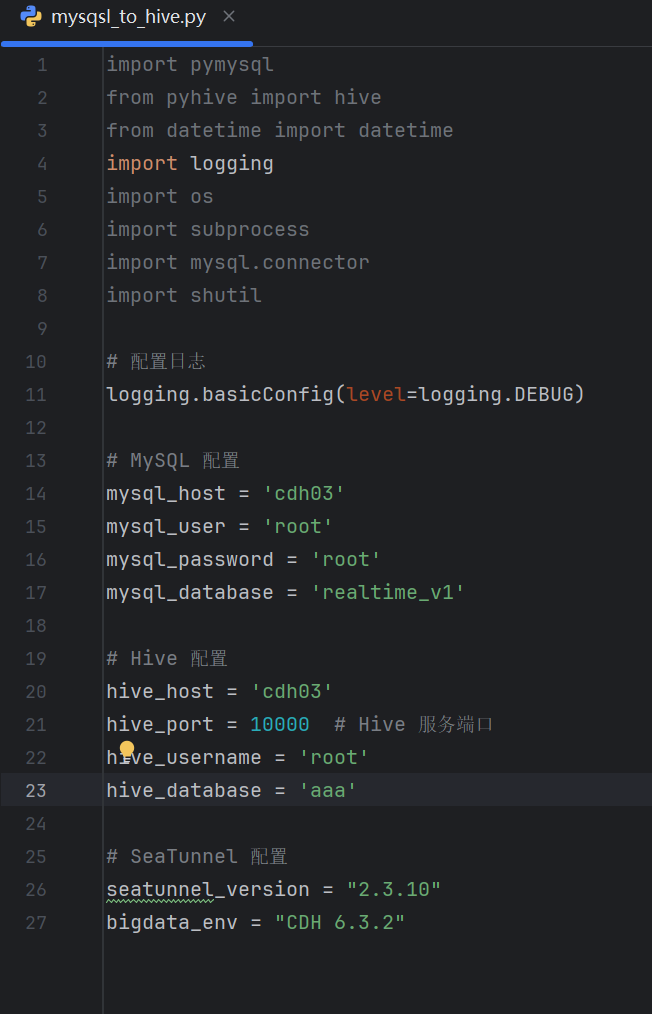 mysqsl_to_hive.py
1 import pymysql
2 from pyhive import hive
3 from datetime import datetime
4 import logging
5 import os
6 import subprocess
7 import mysql.connector
8 import shutil
9
10 # 配置日志
11 logging.basicConfig(level=logging.DEBUG)
12
13 # MySQL 配置
14 mysql_host = 'cdh03'
15 mysql_user = 'root'
16 mysql_password = 'root'
17 mysql_database = 'realtime_v1'
18
19 # Hive 配置
20 hive_host = 'cdh03'
21 hive_port = 10000  # Hive 服务端口
22 hive_username = 'root'
23 hive_database = 'aaa'
24
25 # SeaTunnel 配置
26 seatunnel_version = "2.3.10"
27 bigdata_env = "CDH 6.3.2"